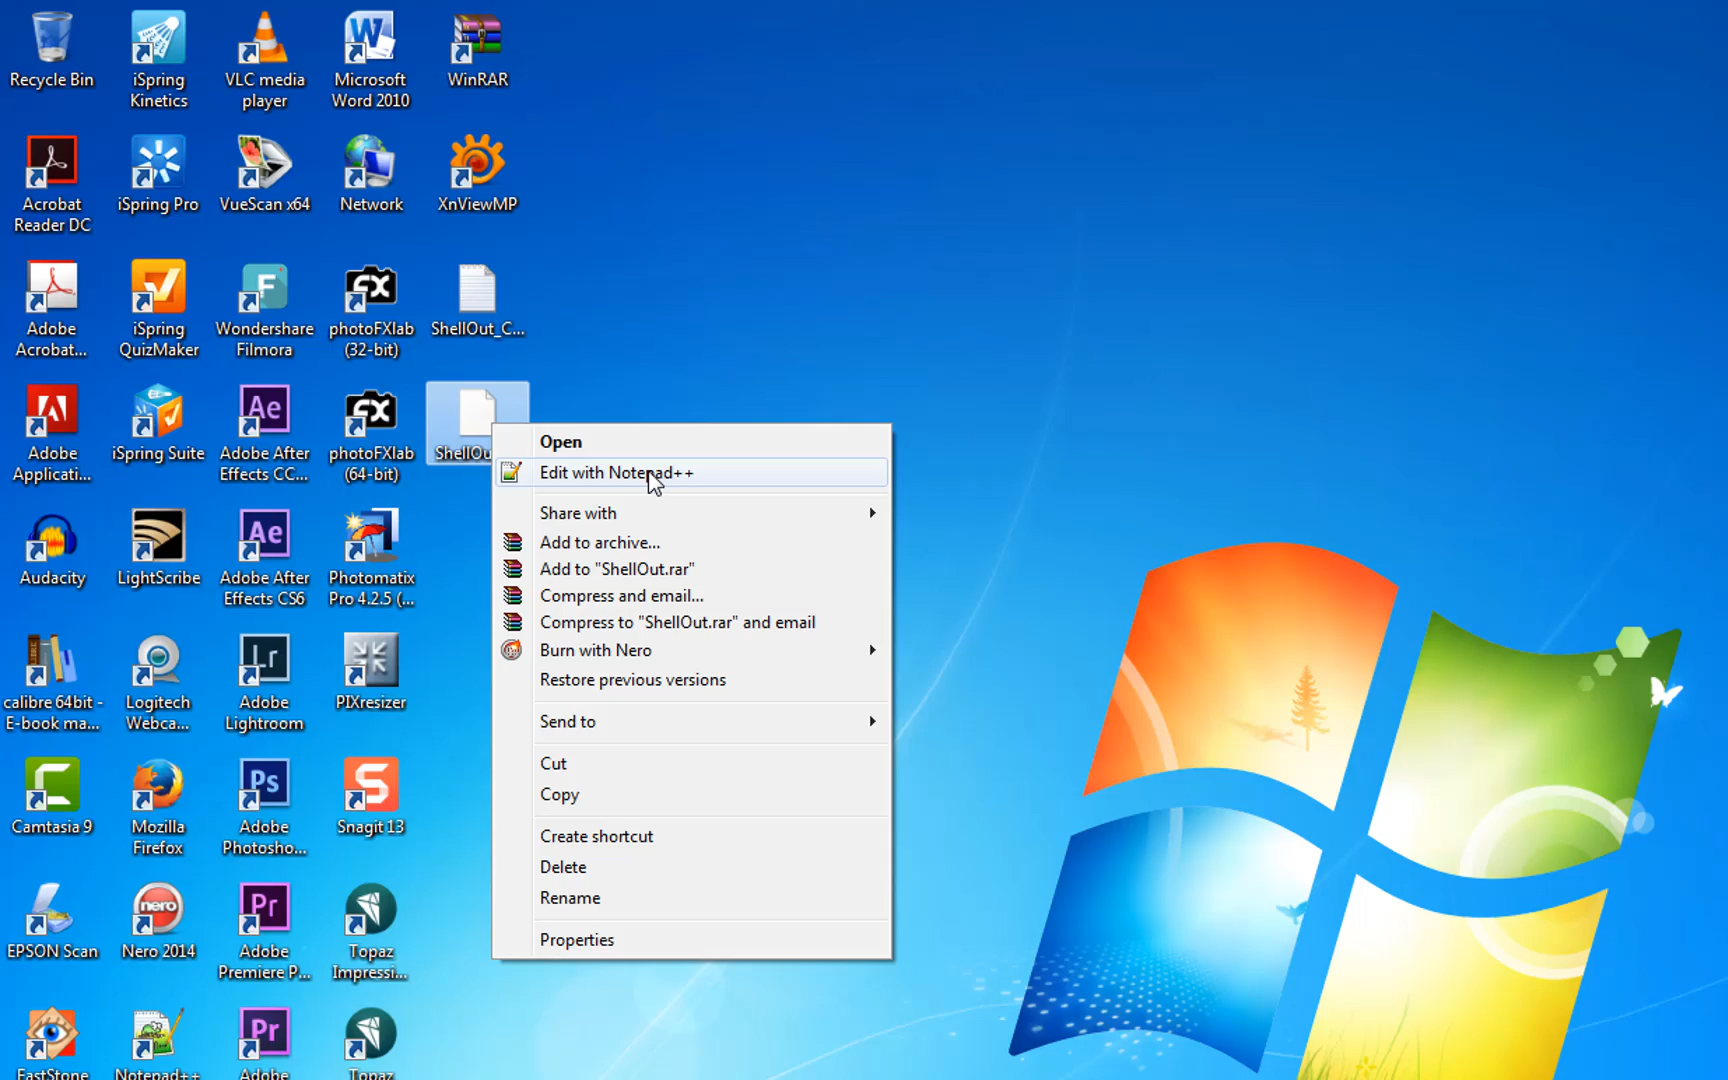 Recycle Bin
iSpring
Kinetics
VLC media
player
Microsoft
Word 2010
WinRAR
Acrobat
Reader DC
iSpring Pro
VueScan x64
Network
XnViewMP
Adobe
Acrobat...
iSpring
QuizMaker
Wondershare
Filmora
photoFXlab
(32-bit)
ShellOut_C...
Adobe
Applicati...
iSpring Suite
Adobe After
Effects CC...
photoFXlab
(64-bit)
ShellOu
Open
Edit with Notepad++
Share with
Add to archive...
Add to "ShellOut.rar"
Compress and email...
Compress to "ShellOut.rar" and email
Burn with Nero
Restore previous versions
Send to
Cut
Copy
Create shortcut
Delete
Rename
Properties
Audacity
LightScribe
Adobe After
Effects CS6
Photomatix
Pro 4.2.5 (...
calibre 64bit -
E-book ma...
Logitech
Webca...
Adobe
Lightroom
PIXresizer
Camtasia 9
Mozilla
Firefox
Adobe
Photosho...
Snagit 13
EPSON Scan
Nero 2014
Adobe
Premiere P...
Topaz
Impressi...
FastStone
Notepad++
Adobe
Topaz